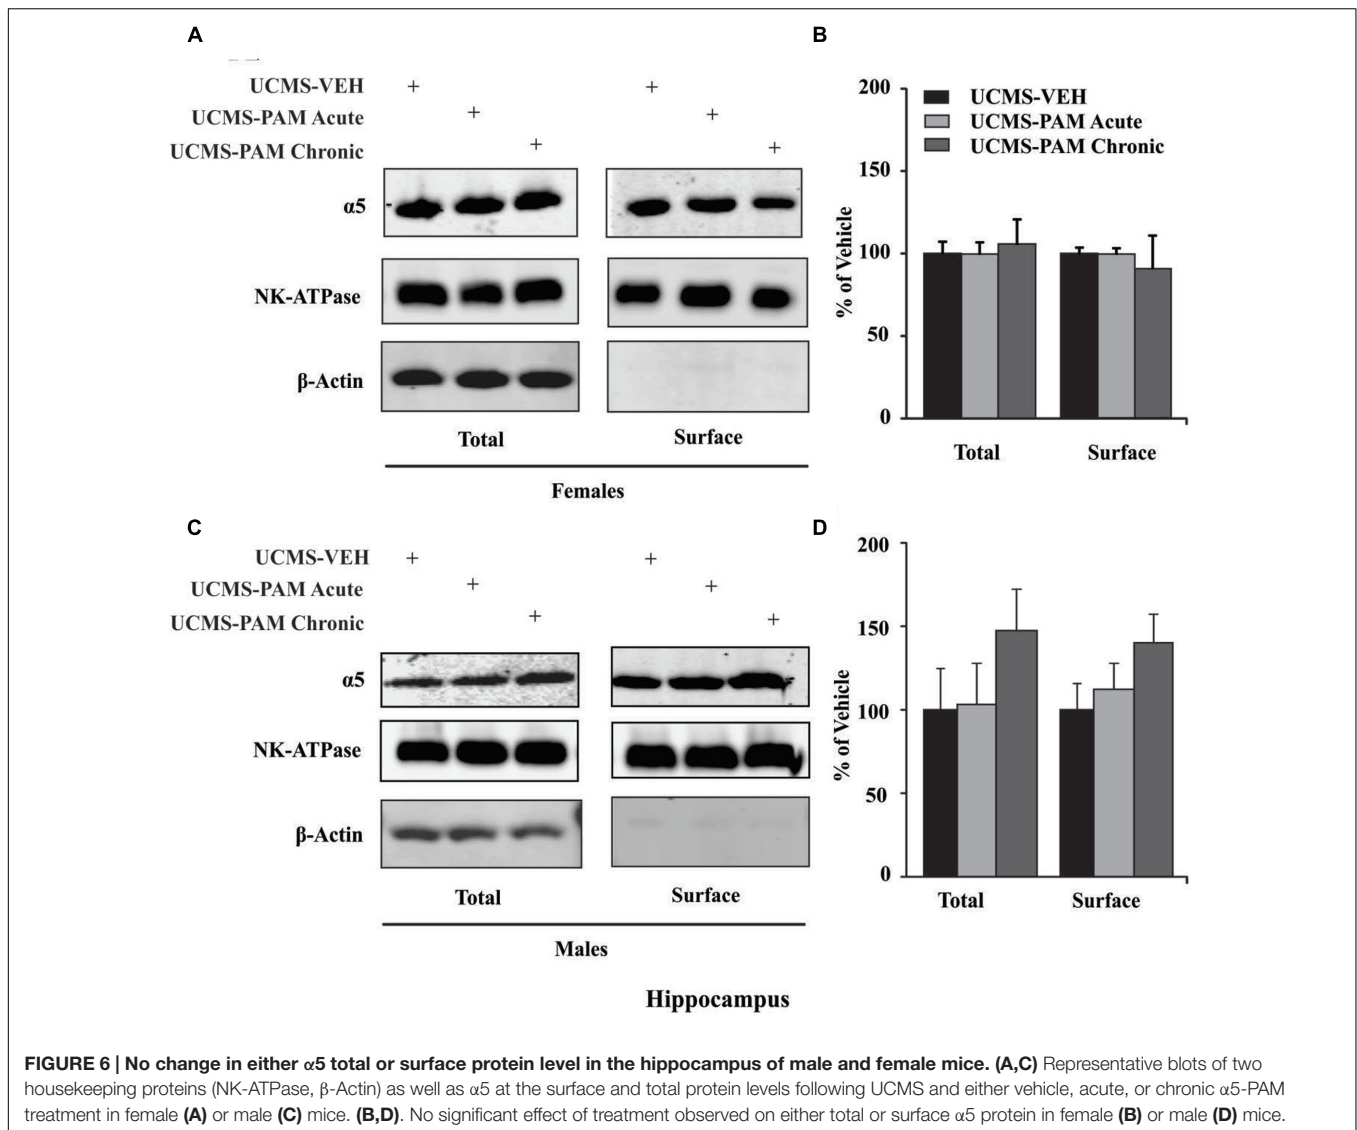 A
UCMS-VEH + +
UCMS-PAM Acute + +
UCMS-PAM Chronic + +
α5
NK-ATPase
β-Actin
Total Surface
Females
B
200
150
100
50
0
% of Vehicle
UCMS-VEH
UCMS-PAM Acute
UCMS-PAM Chronic
Total Surface
C
UCMS-VEH + +
UCMS-PAM Acute + +
UCMS-PAM Chronic + +
α5
NK-ATPase
β-Actin
Total Surface
Males
D
200
150
100
50
0
% of Vehicle
Total Surface
Hippocampus
FIGURE 6 | No change in either α5 total or surface protein level in the hippocampus of male and female mice. (A,C) Representative blots of two
housekeeping proteins (NK-ATPase, β-Actin) as well as α5 at the surface and total protein levels following UCMS and either vehicle, acute, or chronic α5-PAM
treatment in female (A) or male (C) mice. (B,D). No significant effect of treatment observed on either total or surface α5 protein in female (B) or male (D) mice.